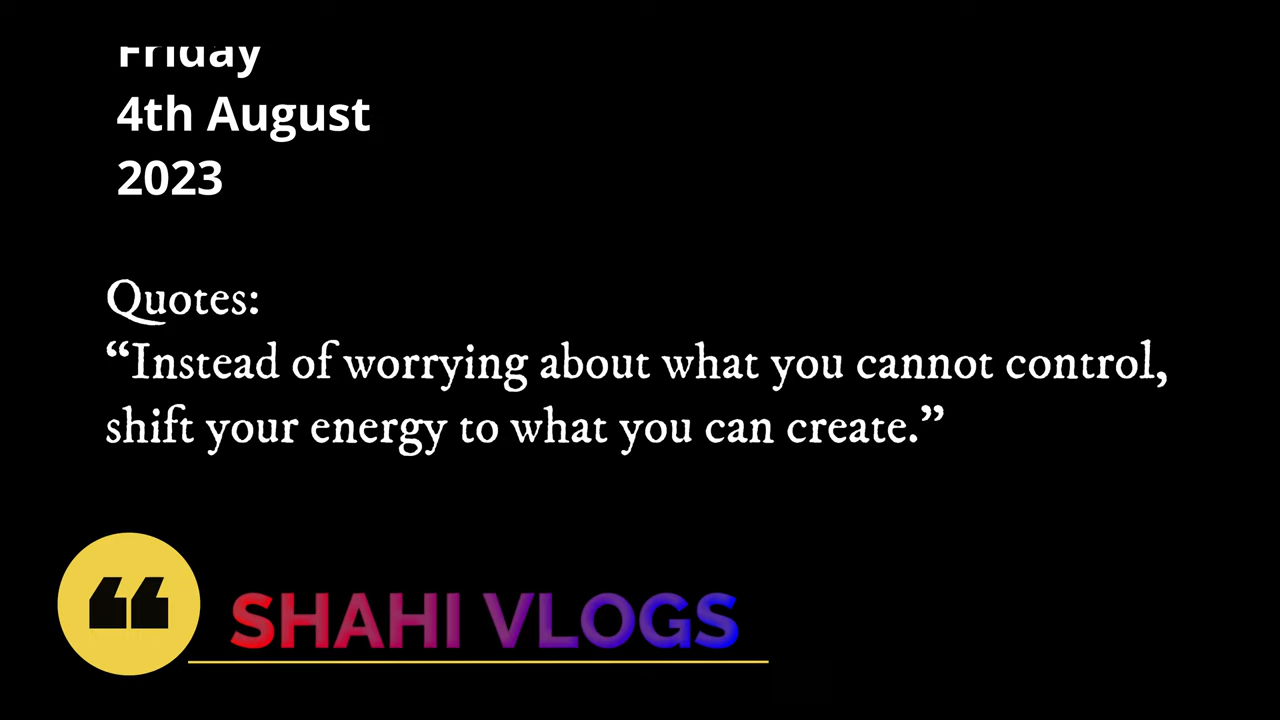 Friday
4th August
2023
Quotes:
“Instead of worrying about what you cannot control,
shift your energy to what you can create.”
SHAHI VLOGS